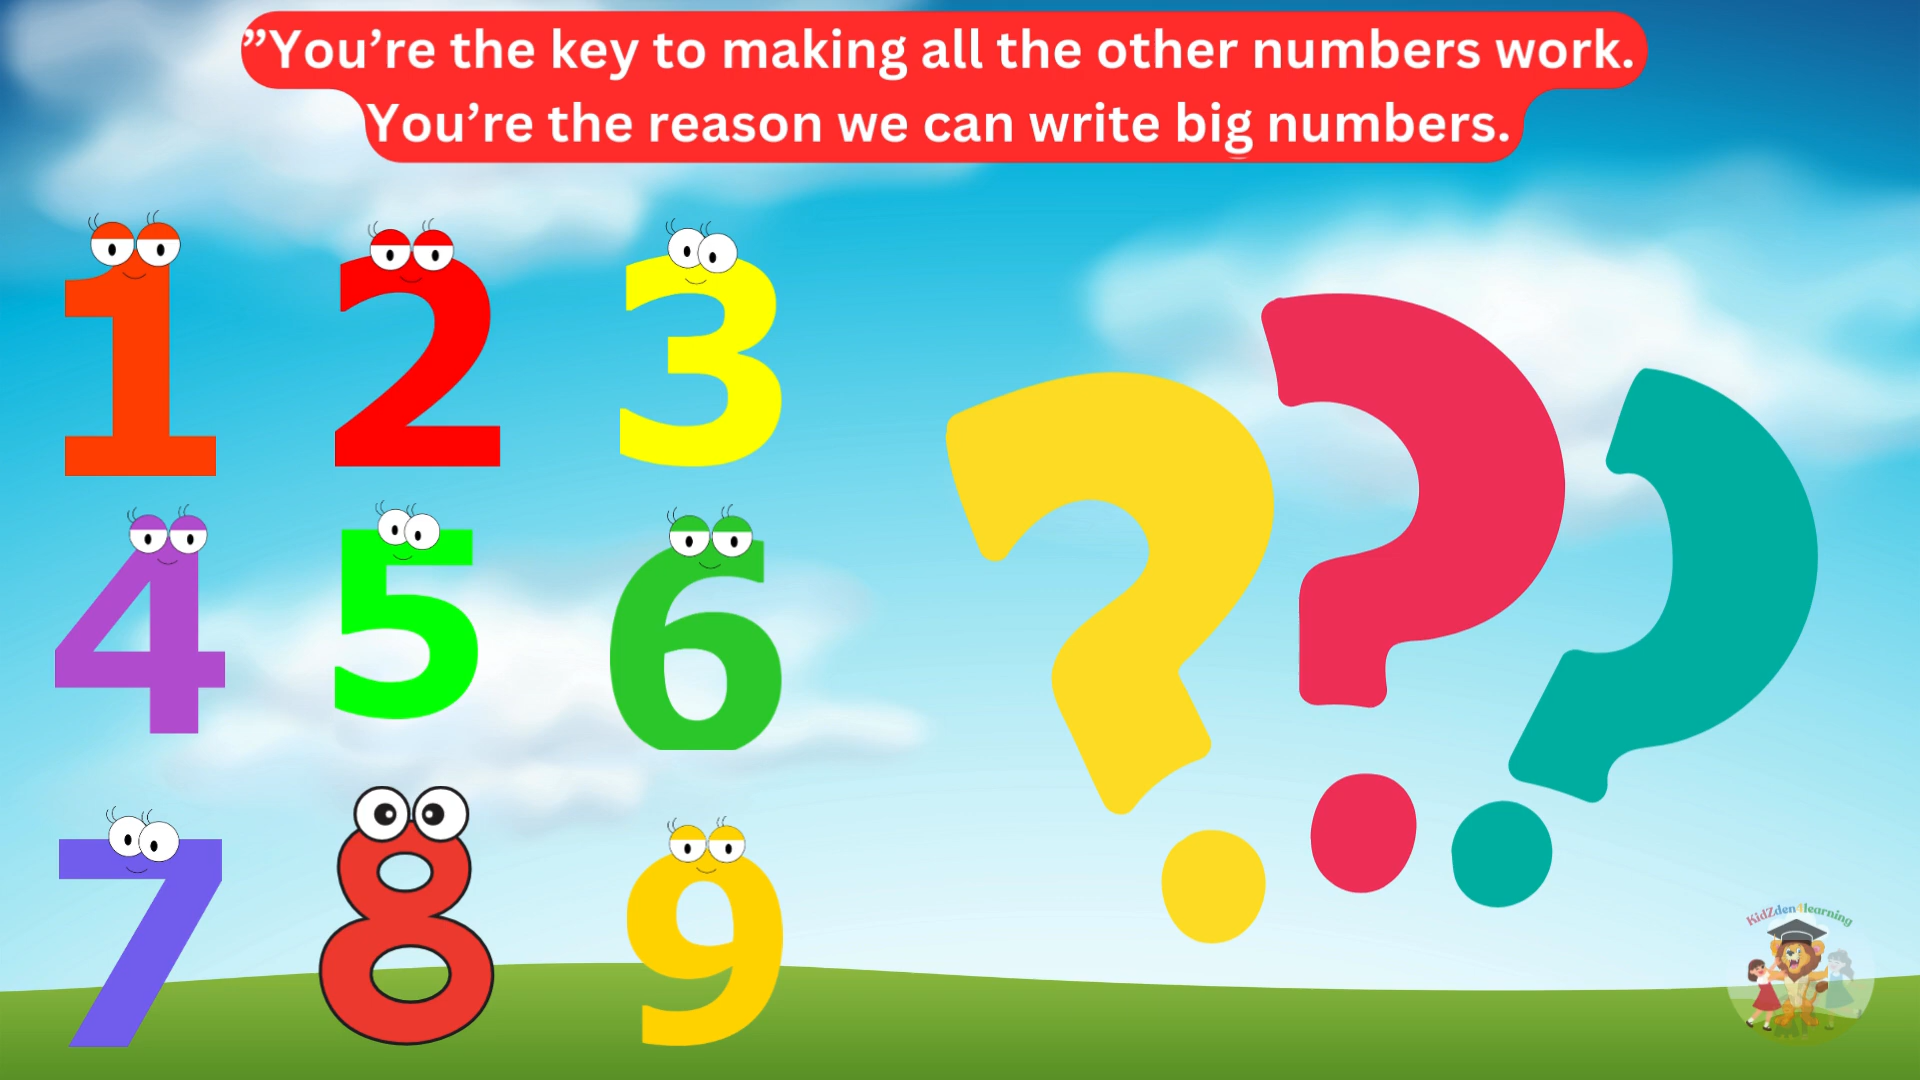 ”You’re the key to making all the other numbers work.
You’re the reason we can write big numbers.
1 2 3
4 5 6
7 8 9
? ? ?
KidZden4learning